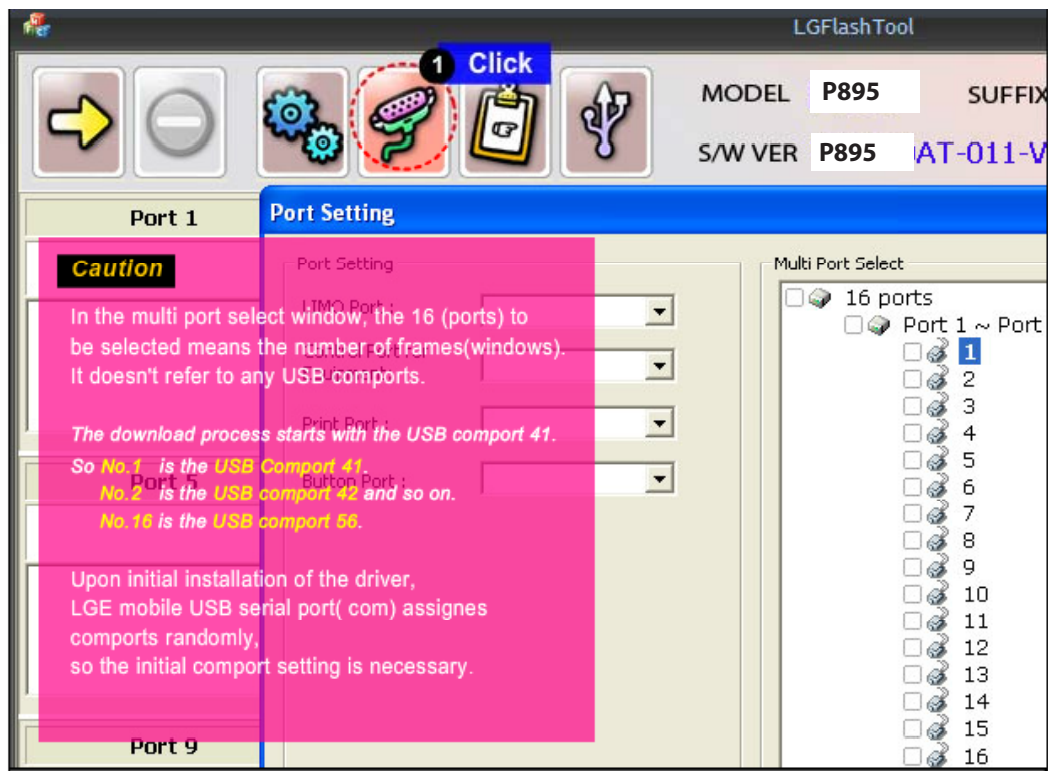 LGFlashTool
1 Click
MODEL P895 SUFFIX
S/W VER P895 AT-011-V
Port 1
Port Setting
Caution
In the multi port select window, the 16 (ports) to
be selected means the number of frames(windows).
It doesn't refer to any USB comports.
The download process starts with the USB comport 41.
So No.1 is the USB Comport 41.
No.2 is the USB comport 42 and so on.
No.16 is the USB comport 56.
Upon initial installation of the driver,
LGE mobile USB serial port( com) assignes
comports randomly,
so the initial comport setting is necessary.
Port Setting
Print Port :
Button Port :
Port 5
Port 9
Multi Port Select
16 ports
Port 1 ~ Port
1
2
3
4
5
6
7
8
9
10
11
12
13
14
15
16